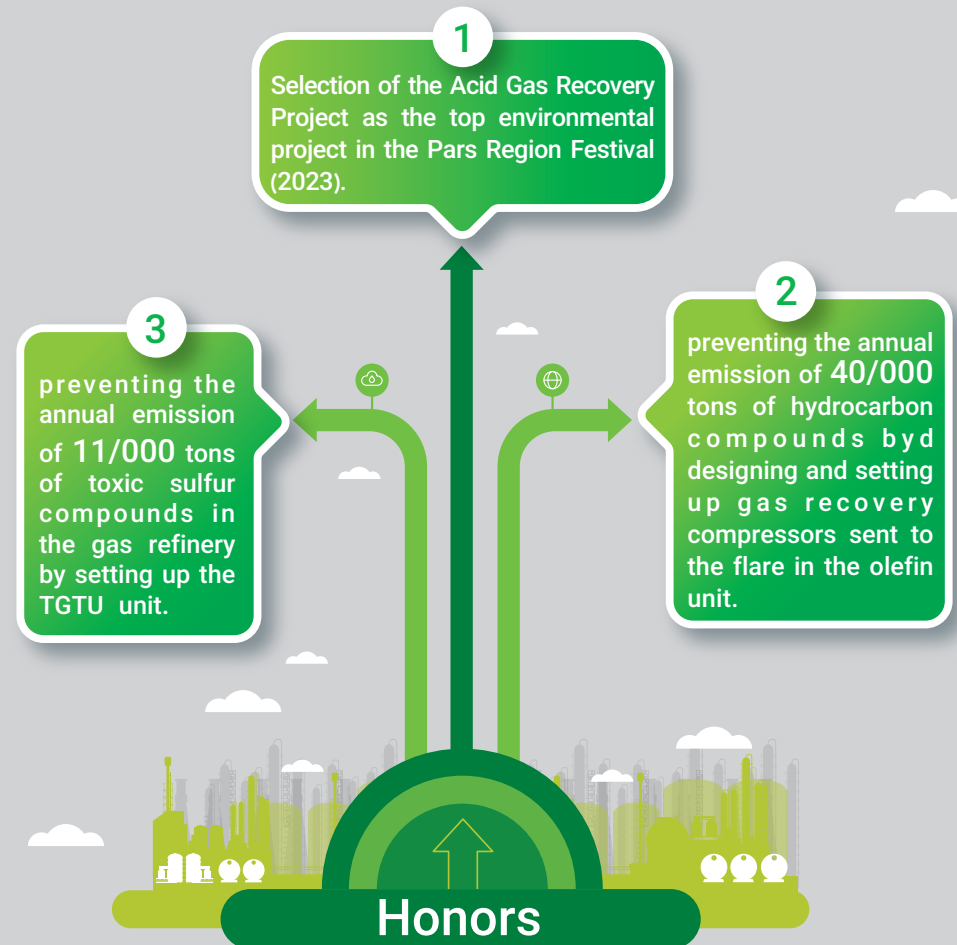 1
Selection of the Acid Gas Recovery
Project as the top environmental
project in the Pars Region Festival
(2023).
2
preventing the annual
emission of 40/000
tons of hydrocarbon
compounds byd
designing and setting
up gas recovery
compressors sent to
the flare in the olefin
unit.
3
preventing the
annual emission
of 11/000 tons
of toxic sulfur
compounds in
the gas refinery
by setting up the
TGTU unit.
Honors